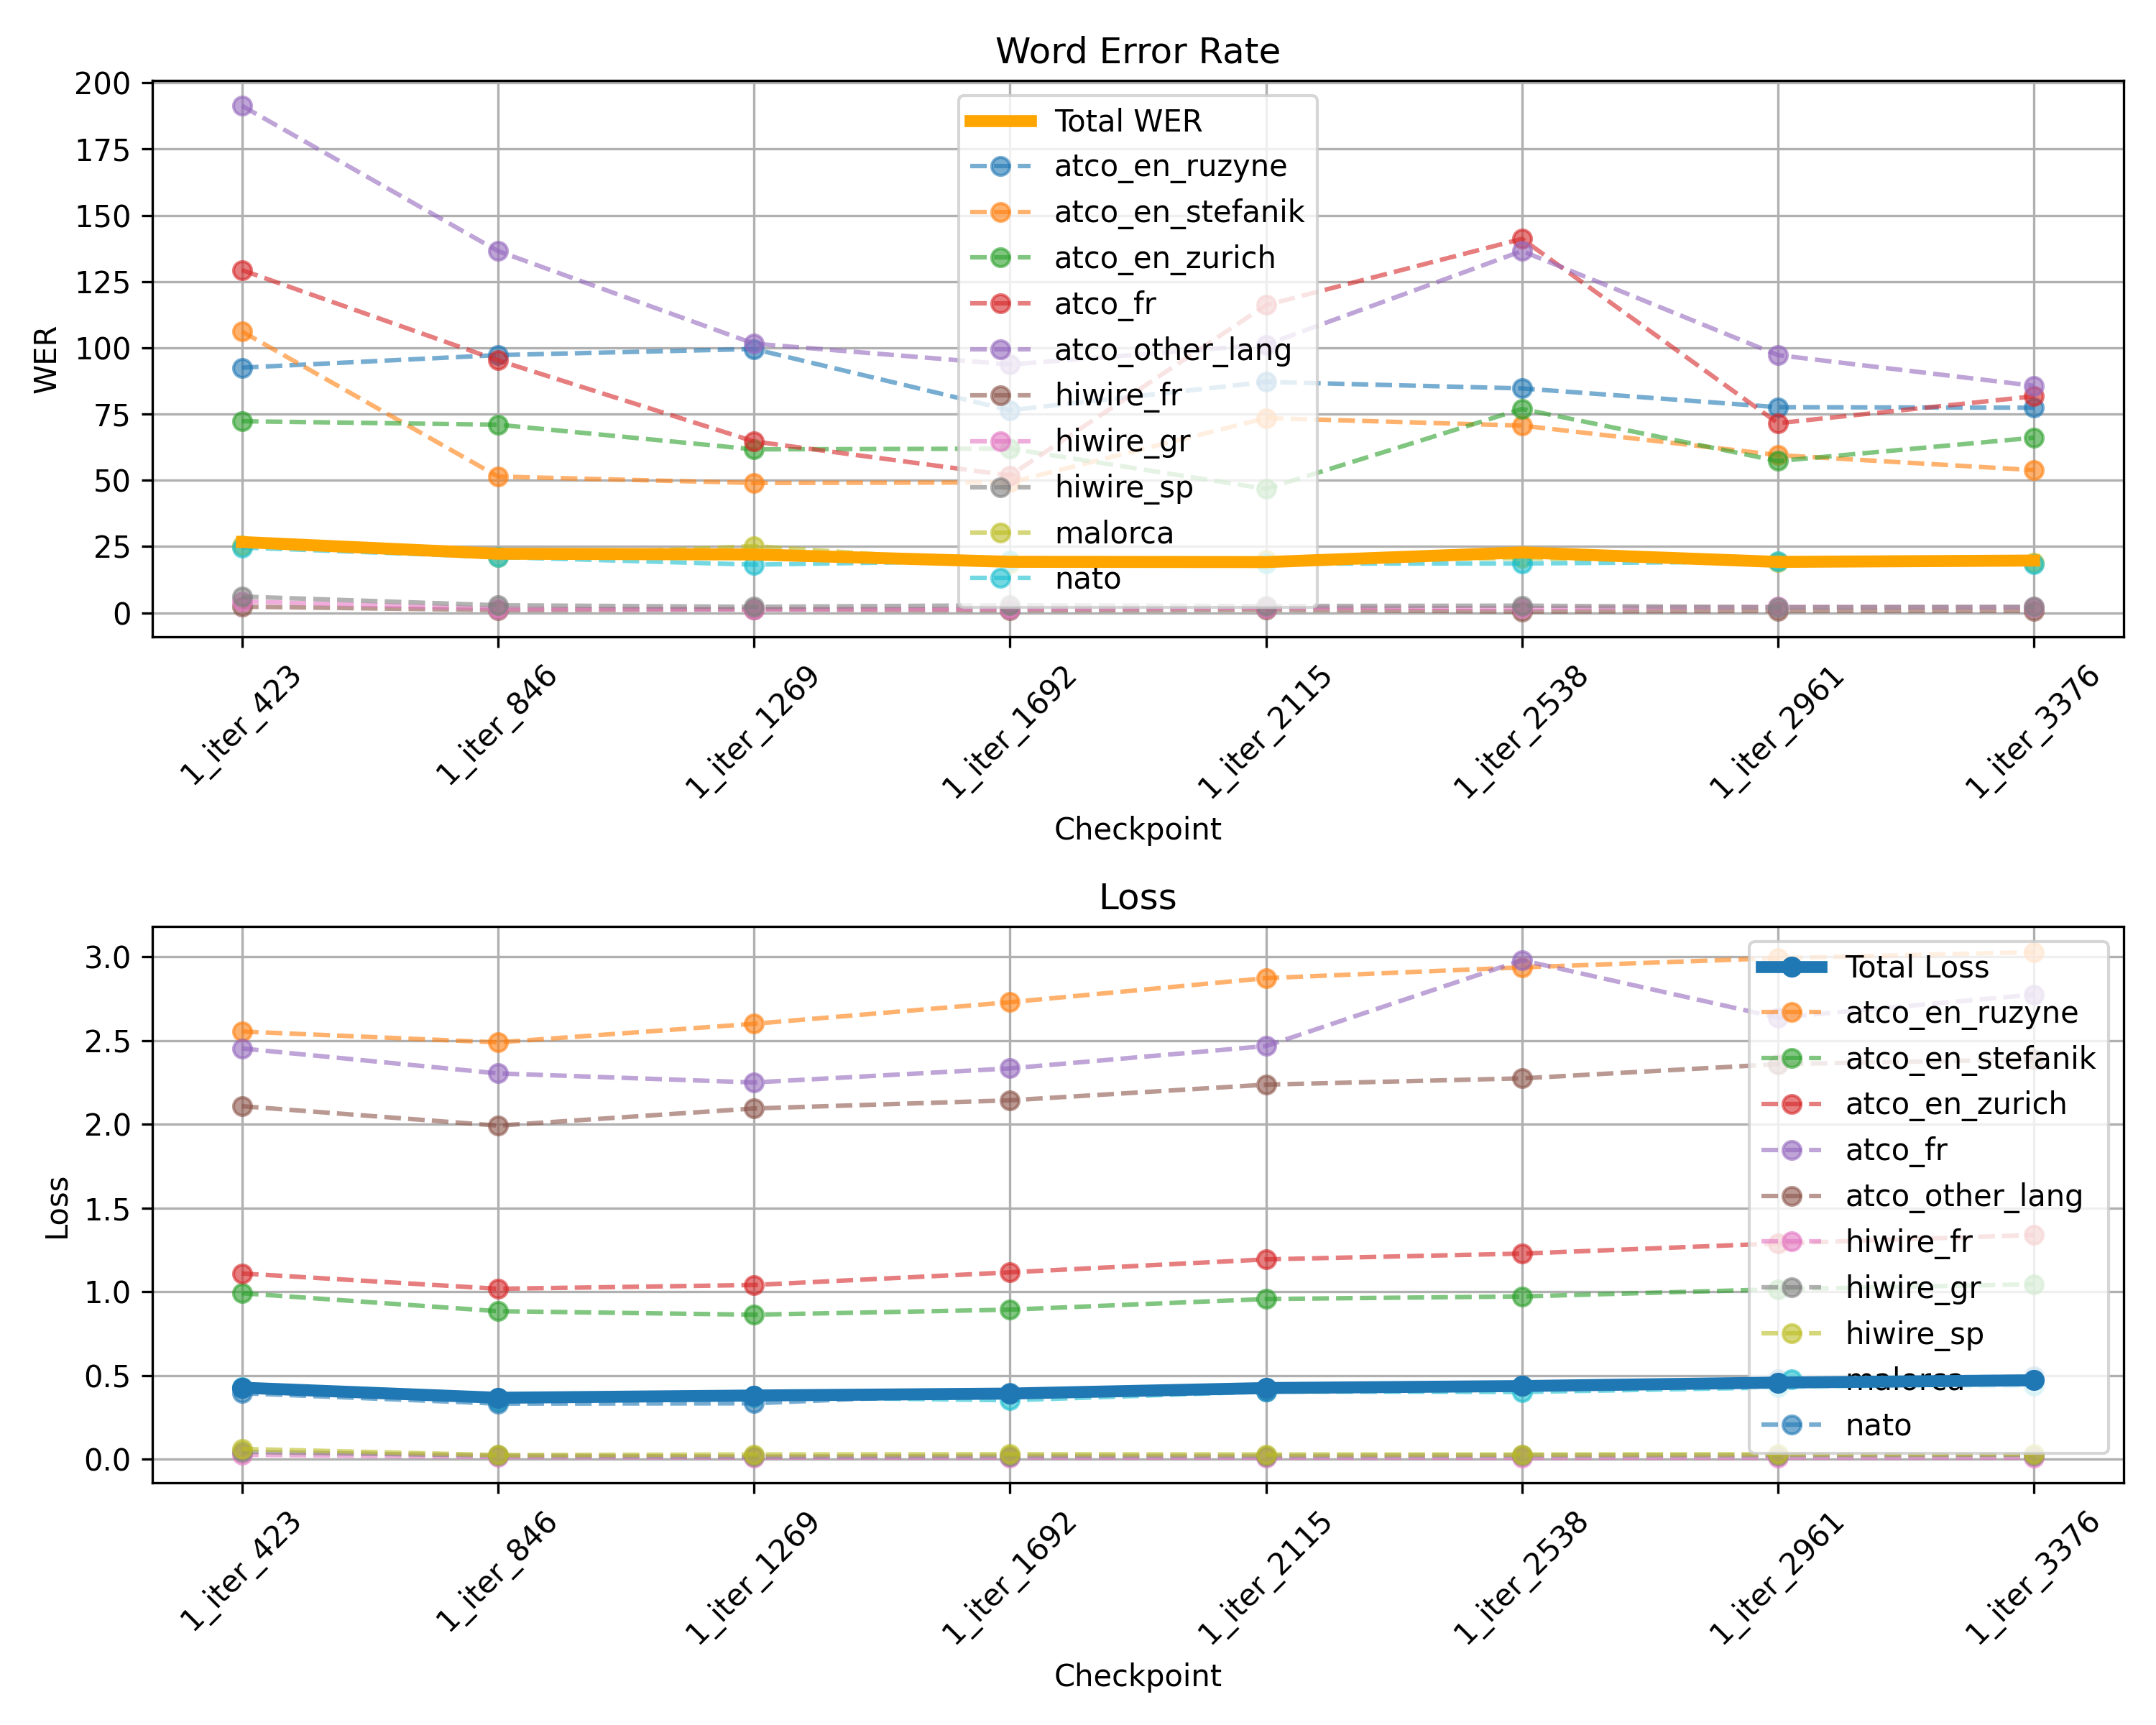 Word Error Rate
200
175
150
125
100
75
50
25
0
WER
Total WER
atco_en_ruzyne
atco_en_stefanik
atco_en_zurich
atco_fr
atco_other_lang
hiwire_fr
hiwire_gr
hiwire_sp
malorca
nato
1_iter_423
1_iter_846
1_iter_1269
1_iter_1692
1_iter_2115
1_iter_2538
1_iter_2961
1_iter_3376
Checkpoint
Loss
3.0
2.5
2.0
1.5
1.0
0.5
0.0
Loss
Total Loss
atco_en_ruzyne
atco_en_stefanik
atco_en_zurich
atco_fr
atco_other_lang
hiwire_fr
hiwire_gr
hiwire_sp
malorca
nato
1_iter_423
1_iter_846
1_iter_1269
1_iter_1692
1_iter_2115
1_iter_2538
1_iter_2961
1_iter_3376
Checkpoint